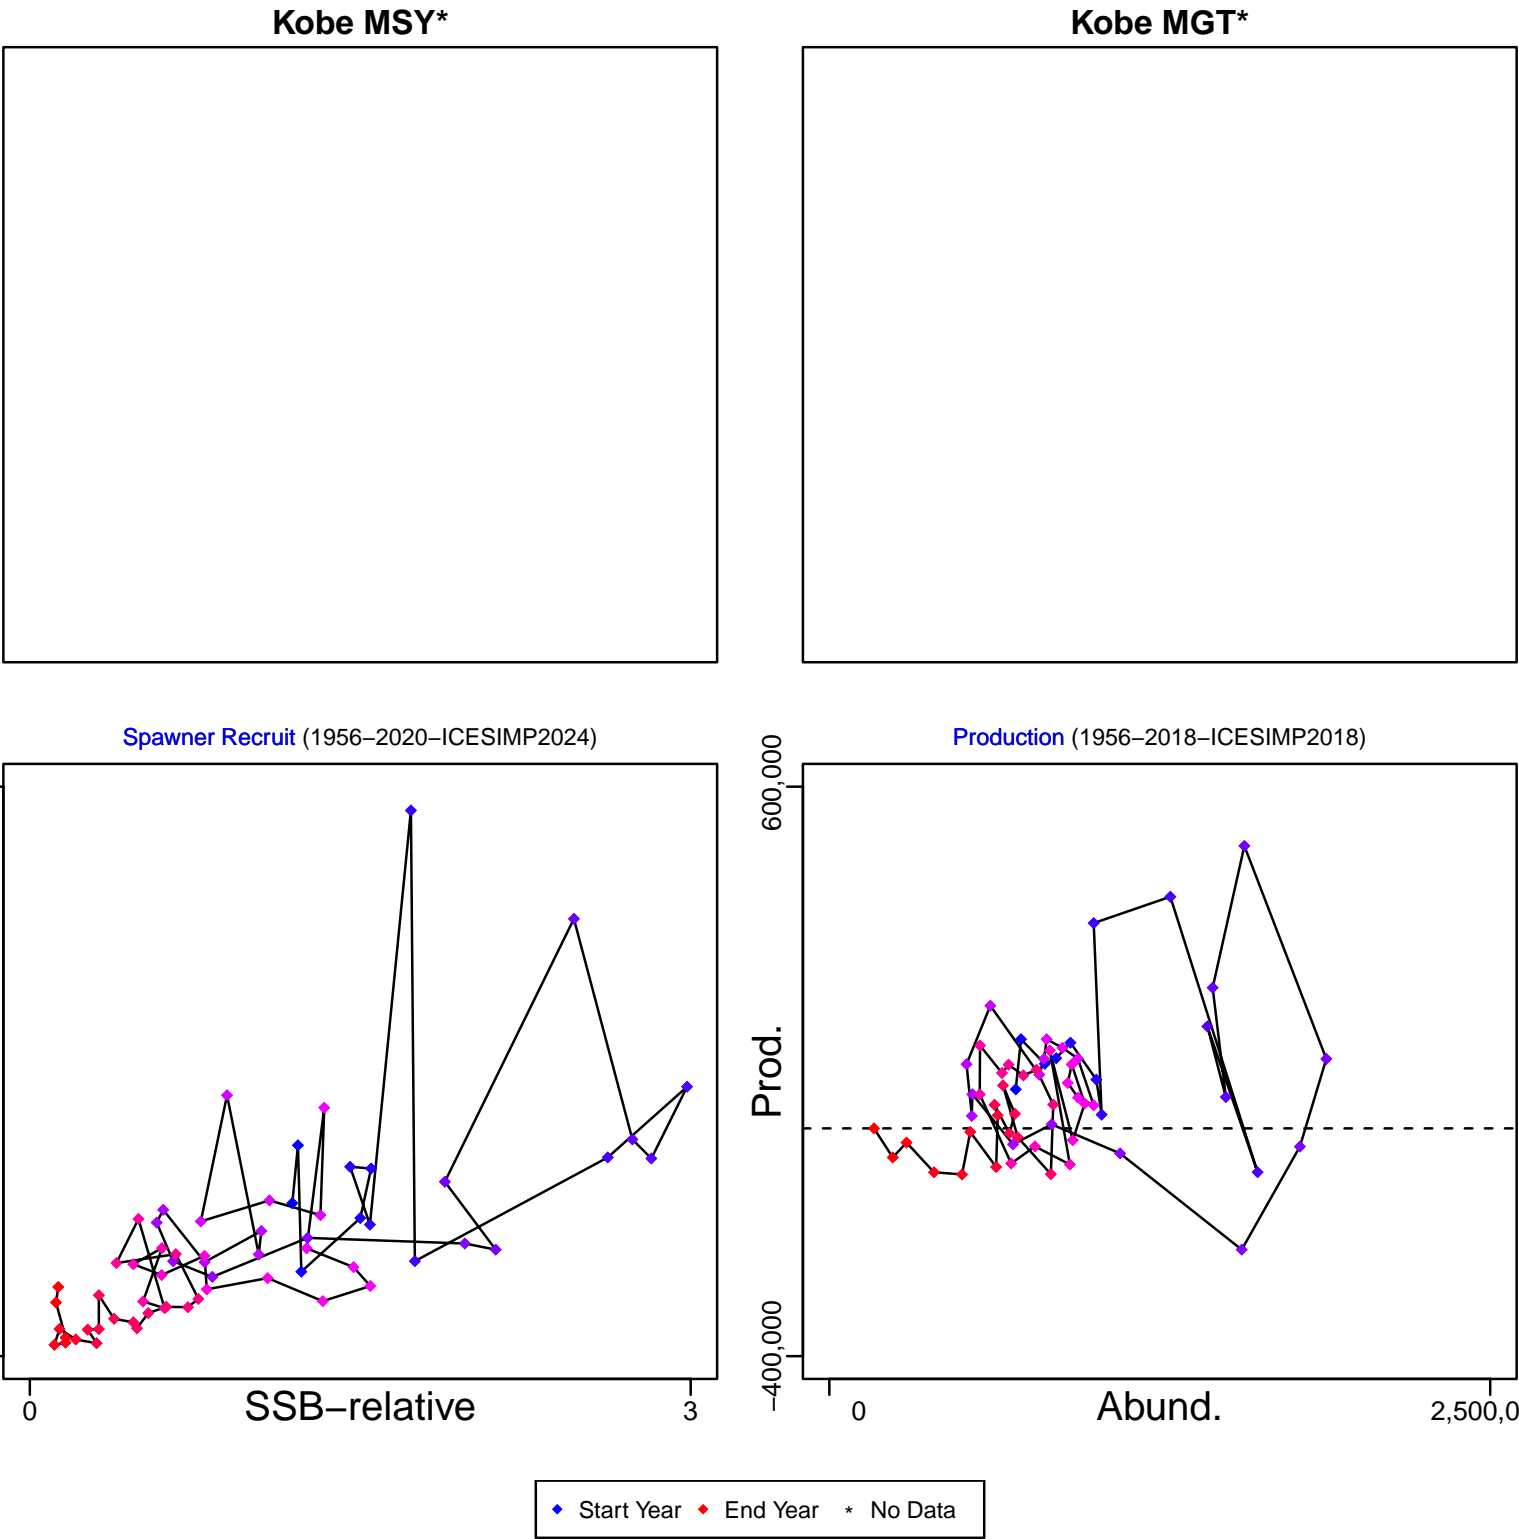 Kobe MSY*
Kobe MGT*
Spawner Recruit (1956−2020−ICESIMP2024)
Production (1956−2018−ICESIMP2018)
600,000
Prod.
−400,000
0
SSB−relative
3
0
Abund.
2,500,0
Start Year
End Year
* No Data